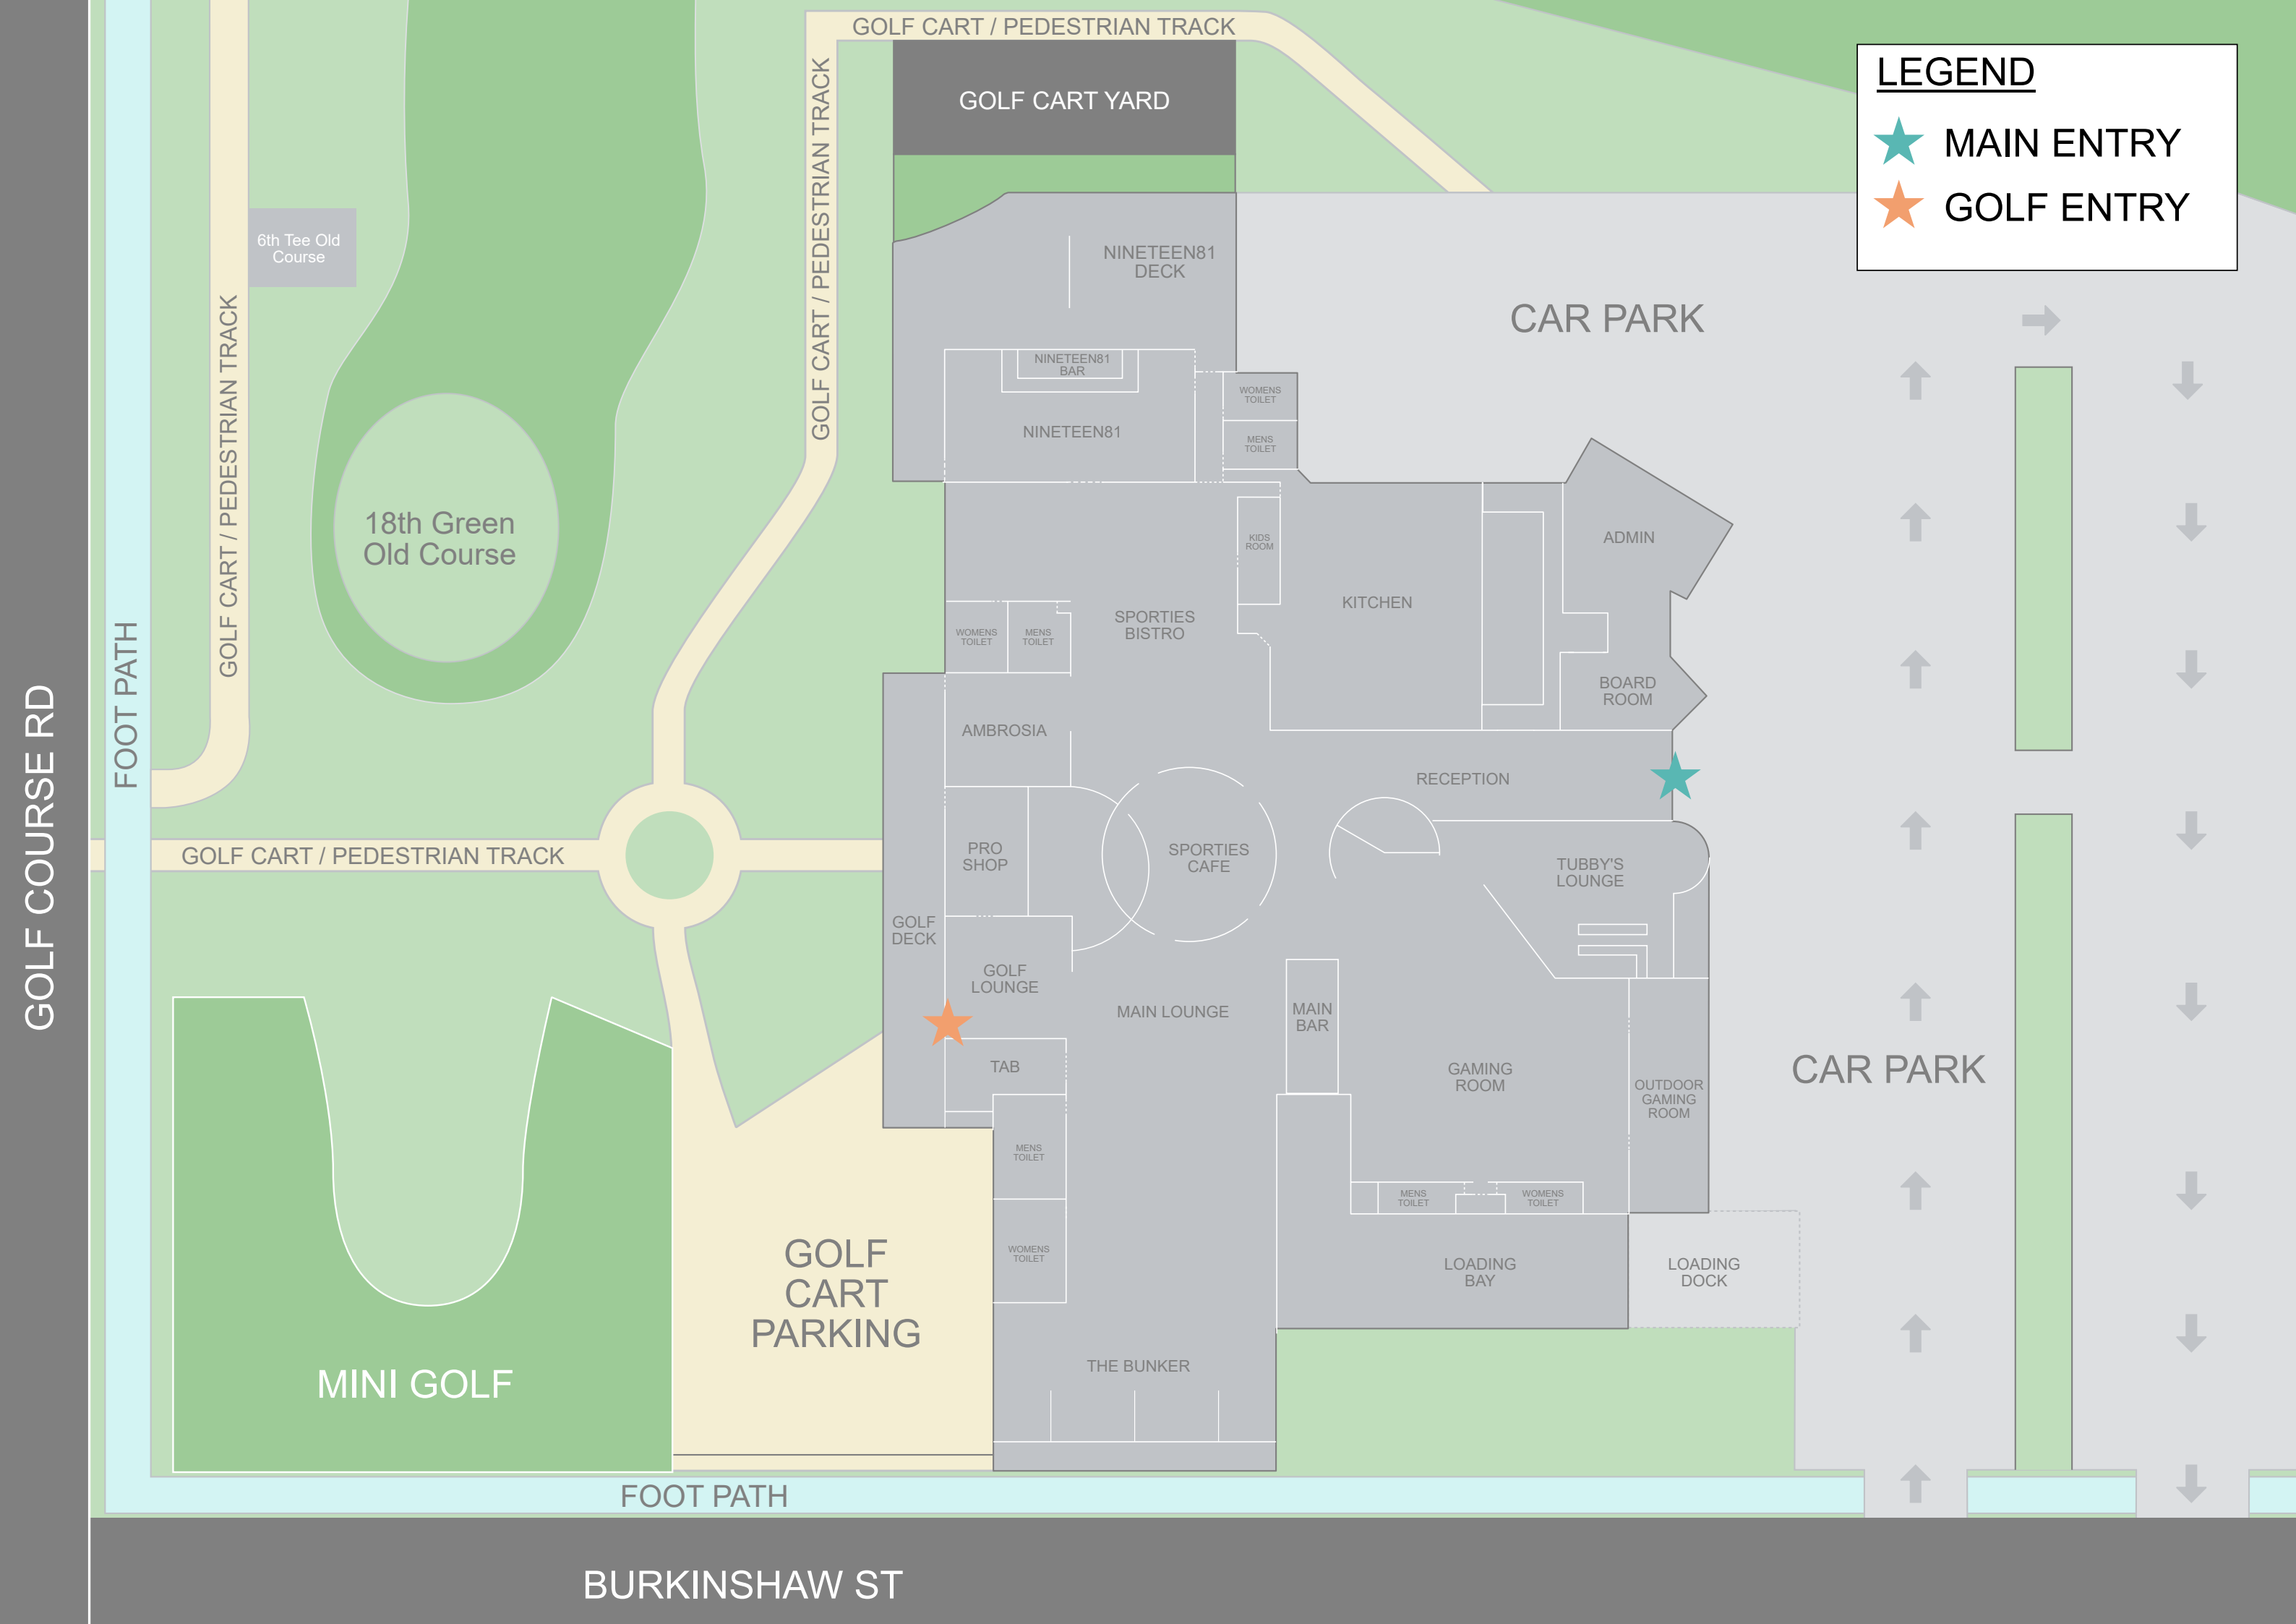 GOLF CART / PEDESTRIAN TRACK
LEGEND
MAIN ENTRY
GOLF ENTRY
GOLF CART YARD
GOLF CART / PEDESTRIAN TRACK
6th Tee Old
Course
NINETEEN81
DECK
CAR PARK
GOLF CART / PEDESTRIAN TRACK
NINETEEN81
BAR
WOMENS
TOILET
NINETEEN81
MENS
TOILET
18th Green
Old Course
KIDS
ROOM
ADMIN
KITCHEN
SPORTIES
BISTRO
WOMENS
TOILET
MENS
TOILET
FOOT PATH
BOARD
ROOM
AMBROSIA
RECEPTION
GOLF COURSE RD
GOLF CART / PEDESTRIAN TRACK
PRO
SHOP
SPORTIES
CAFE
TUBBY'S
LOUNGE
GOLF
DECK
GOLF
LOUNGE
MAIN LOUNGE
MAIN
BAR
TAB
GAMING
ROOM
CAR PARK
OUTDOOR
GAMING
ROOM
MENS
TOILET
MENS
TOILET
WOMENS
TOILET
WOMENS
TOILET
GOLF
CART
PARKING
LOADING
BAY
LOADING
DOCK
MINI GOLF
THE BUNKER
FOOT PATH
BURKINSHAW ST